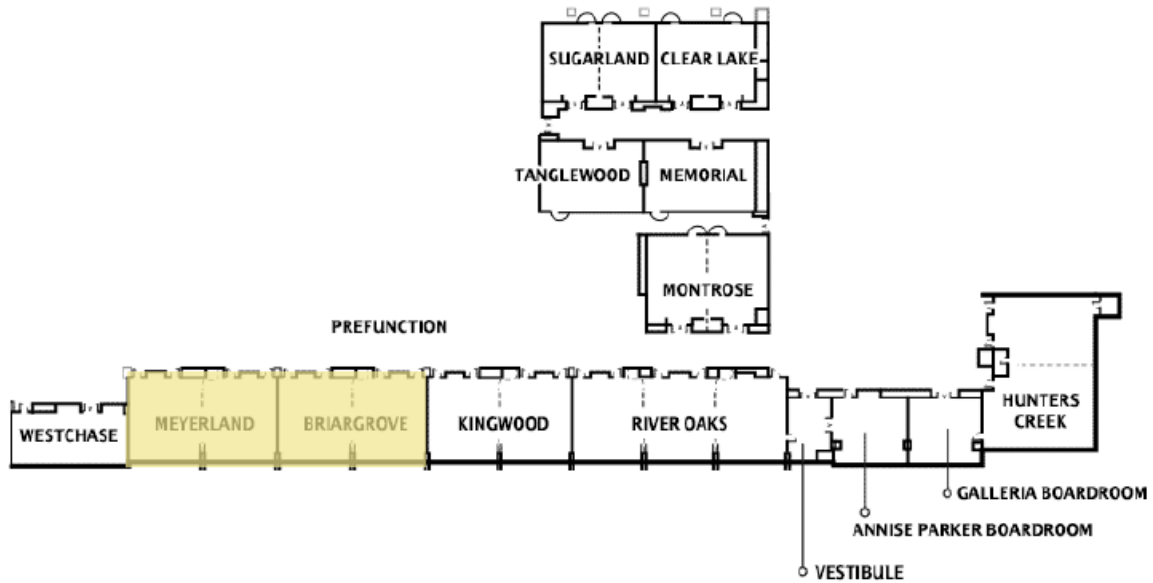 SUGARLAND
CLEAR LAKE
TANGLEWOOD
MEMORIAL
MONTROSE
PREFUNCTION
WESTCHASE
MEYERLAND
BRIARGROVE
KINGWOOD
RIVER OAKS
HUNTERS
CREEK
GALLERIA BOARDROOM
ANNISE PARKER BOARDROOM
VESTIBULE